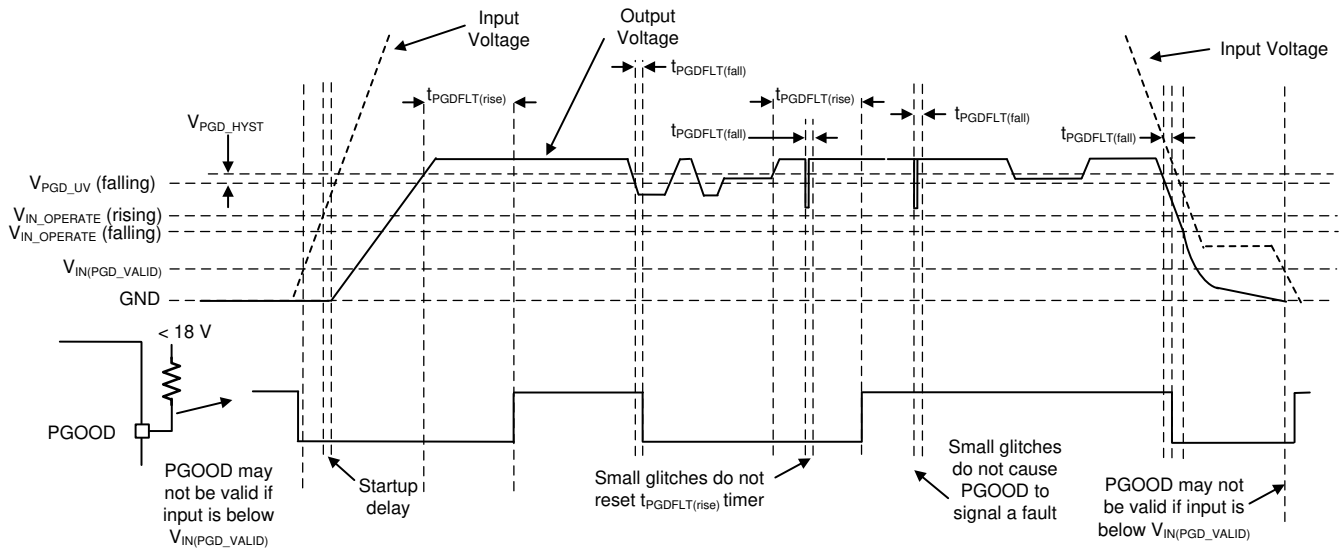 Input
Voltage
Output
Voltage
Input Voltage
tPGDFLT(fall)
tPGDFLT(rise)
tPGDFLT(rise)
tPGDFLT(fall)
tPGDFLT(fall)
tPGDFLT(fall)
VPGD_HYST
VPGD_UV (falling)
VIN_OPERATE (rising)
VIN_OPERATE (falling)
VIN(PGD_VALID)
GND
< 18 V
PGOOD
PGOOD may
not be valid if
input is below
VIN(PGD_VALID)
Startup
delay
Small glitches do not
reset tPGDFLT(rise) timer
Small glitches
do not cause
PGOOD to
signal a fault
PGOOD may not
be valid if input is
below VIN(PGD_VALID)